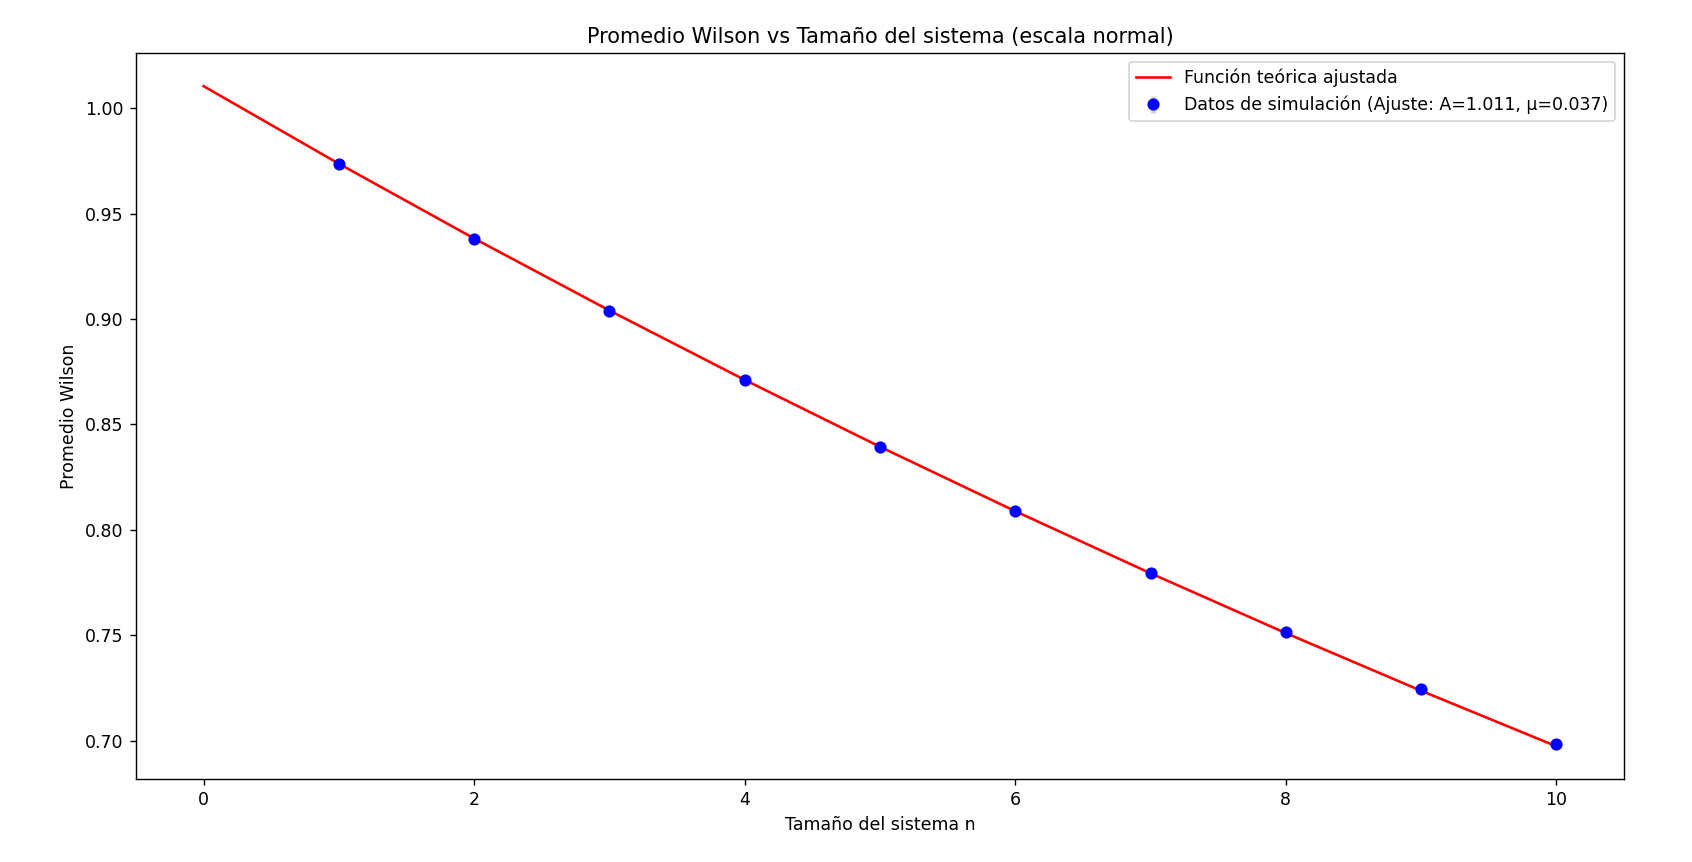 Promedio Wilson vs Tamaño del sistema (escala normal)
Función teórica ajustada
Datos de simulación (Ajuste: A=1.011, μ=0.037)
1.00
0.95
0.90
0.85
0.80
0.75
0.70
Promedio Wilson
0 2 4 6 8 10
Tamaño del sistema n